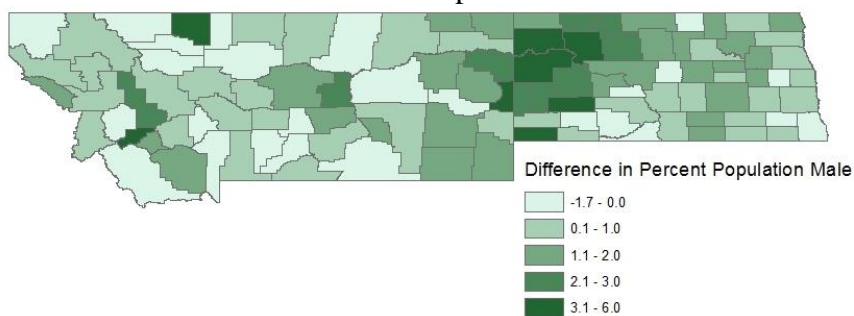 Difference in Percent Population Male
-1.7 - 0.0
0.1 - 1.0
1.1 - 2.0
2.1 - 3.0
3.1 - 6.0